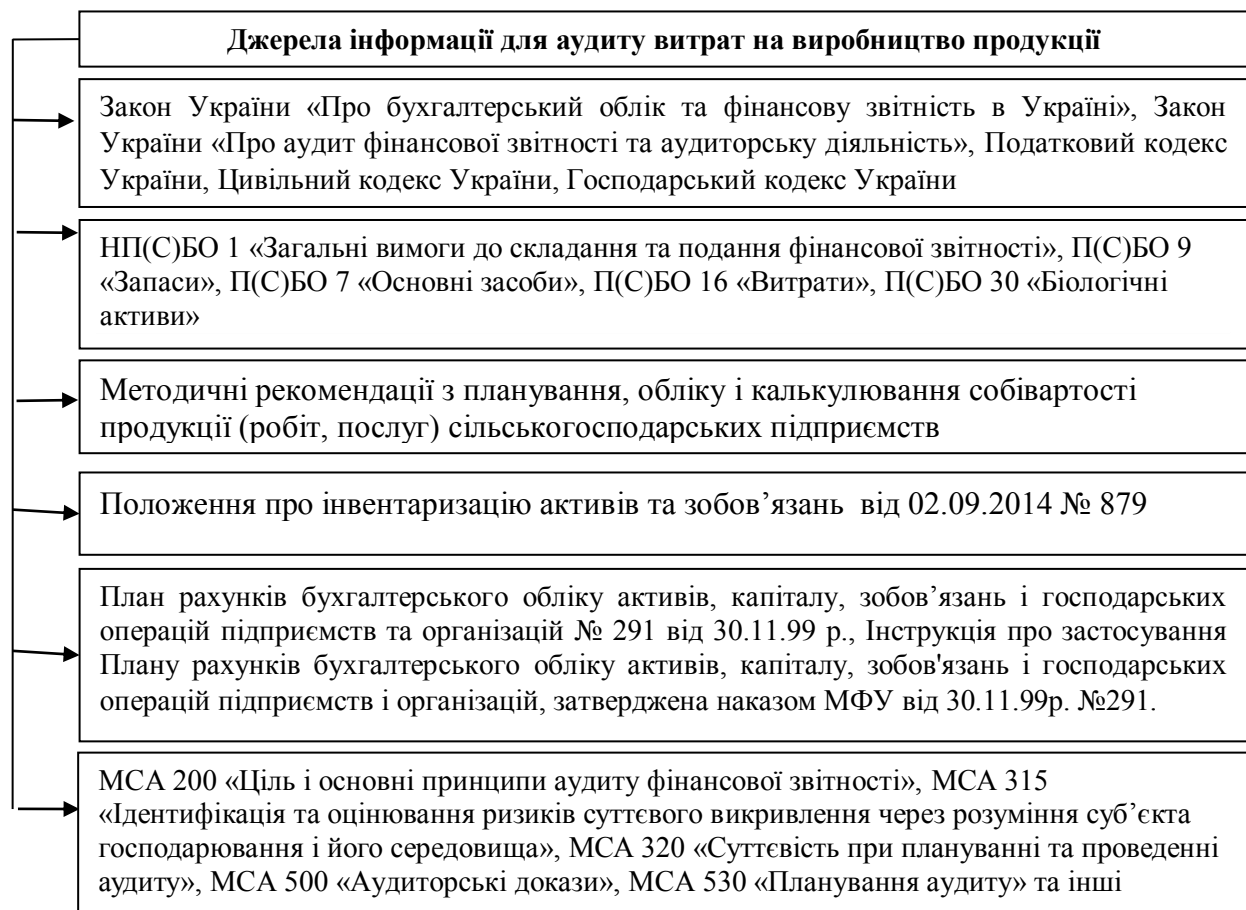 Джерела інформації для аудиту витрат на виробництво продукції
Закон України «Про бухгалтерський облік та фінансову звітність в Україні», Закон
України «Про аудит фінансової звітності та аудиторську діяльність», Податковий кодекс
України, Цивільний кодекс України, Господарський кодекс України
НП(С)БО 1 «Загальні вимоги до складання та подання фінансової звітності», П(С)БО 9
«Запаси», П(С)БО 7 «Основні засоби», П(С)БО 16 «Витрати», П(С)БО 30 «Біологічні
активи»
Методичні рекомендації з планування, обліку і калькулювання собівартості
продукції (робіт, послуг) сільськогосподарських підприємств
Положення про інвентаризацію активів та зобов’язань від 02.09.2014 № 879
План рахунків бухгалтерського обліку активів, капіталу, зобов’язань і господарських
операцій підприємств та організацій № 291 від 30.11.99 р., Інструкція про застосування
Плану рахунків бухгалтерського обліку активів, капіталу, зобов'язань і господарських
операцій підприємств і організацій, затверджена наказом МФУ від 30.11.99р. №291.
МСА 200 «Ціль і основні принципи аудиту фінансової звітності», МСА 315
«Ідентифікація та оцінювання ризиків суттєвого викривлення через розуміння суб’єкта
господарювання і його середовища», МСА 320 «Суттєвість при плануванні та проведенні
аудиту», МСА 500 «Аудиторські докази», МСА 530 «Планування аудиту» та інші